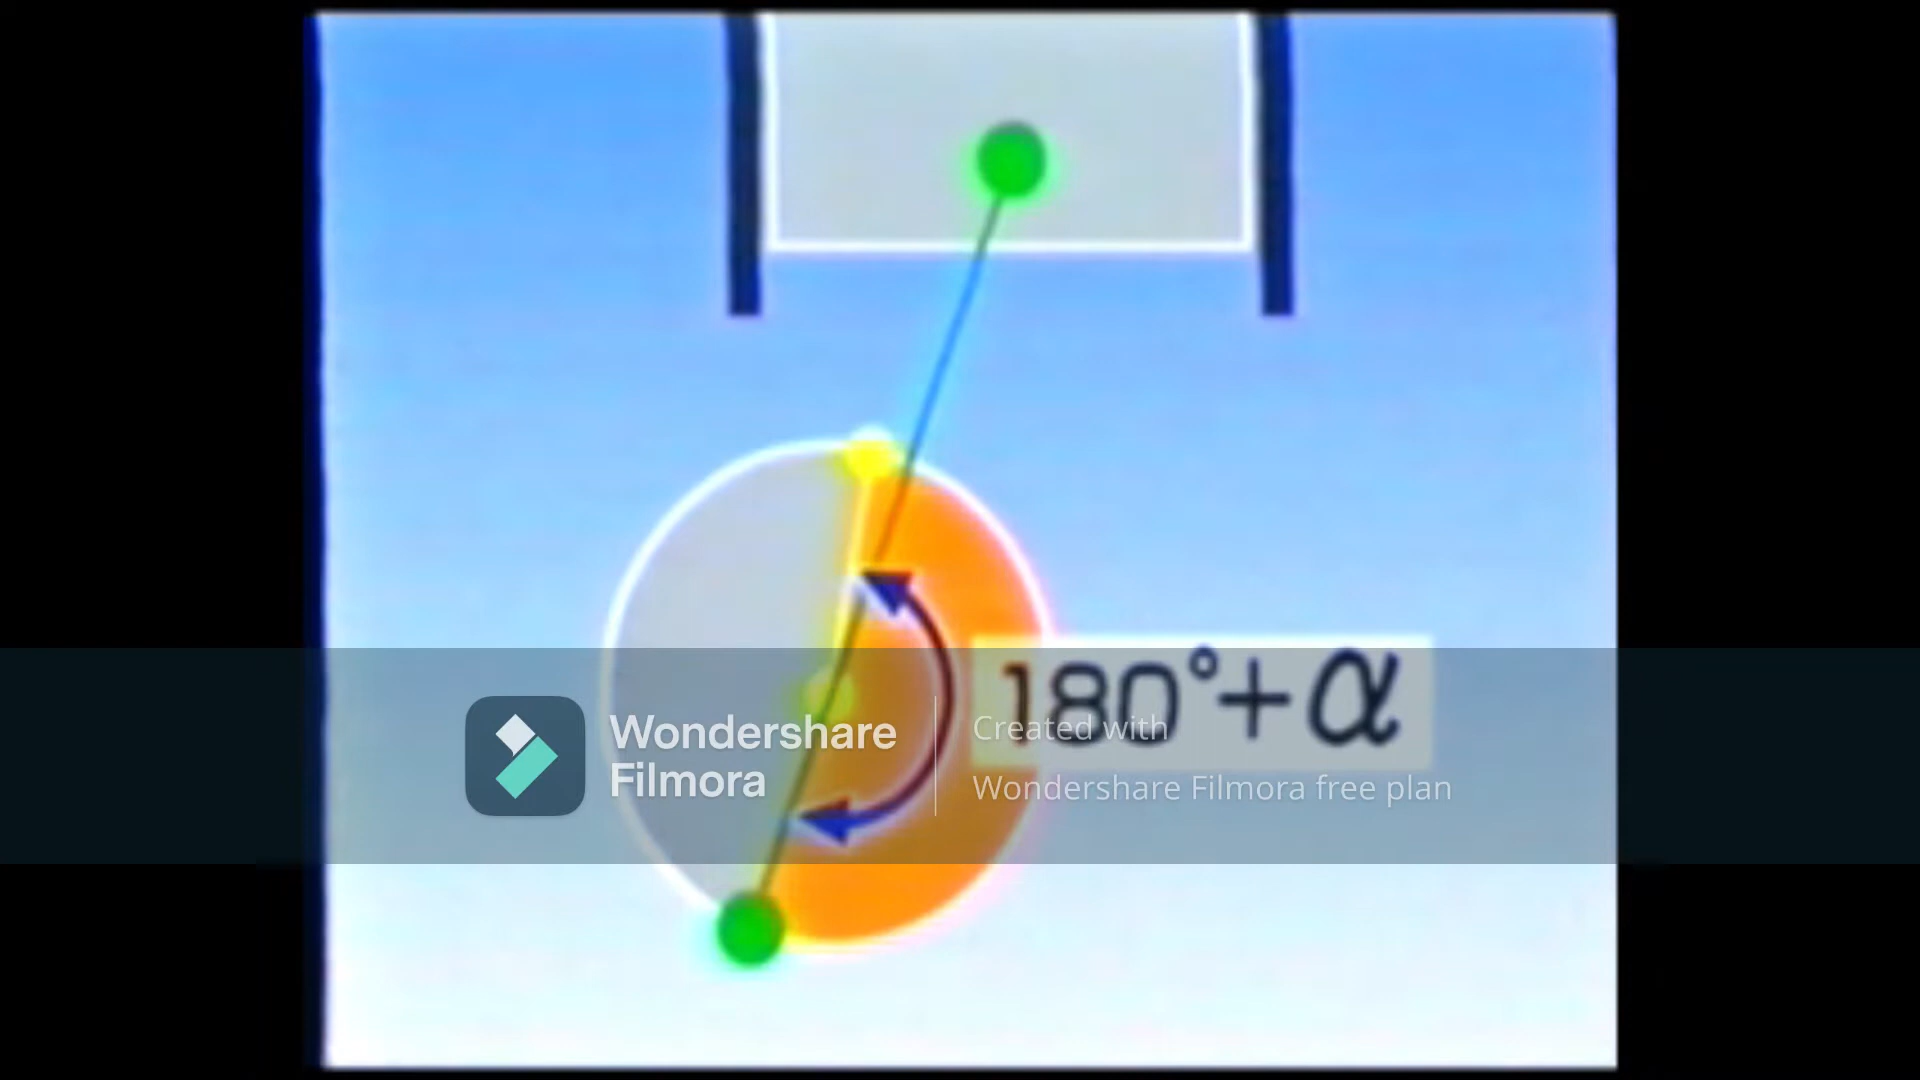 180°+α
Wondershare
Filmora
Created with
Wondershare Filmora free plan